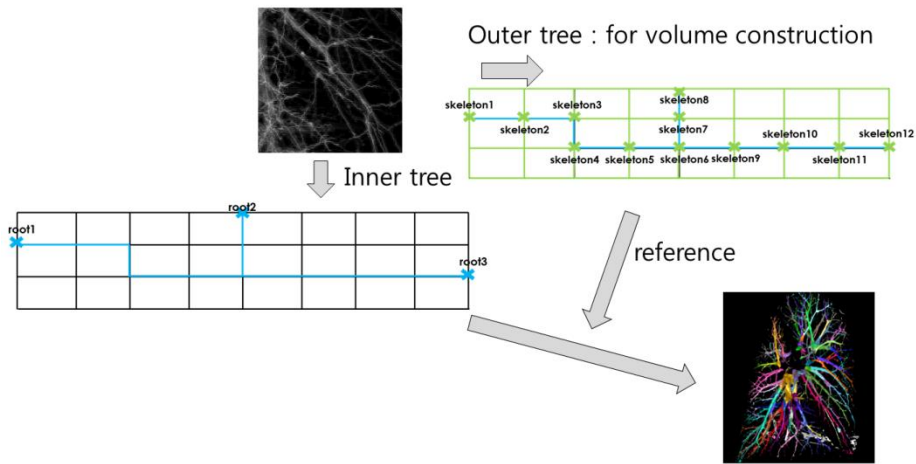 Outer tree : for volume construction
skeleton1
skeleton2
skeleton3
skeleton8
skeleton7
skeleton4
skeleton5
skeleton6
skeleton9
skeleton10
skeleton11
skeleton12
Inner tree
root1
root2
root3
reference